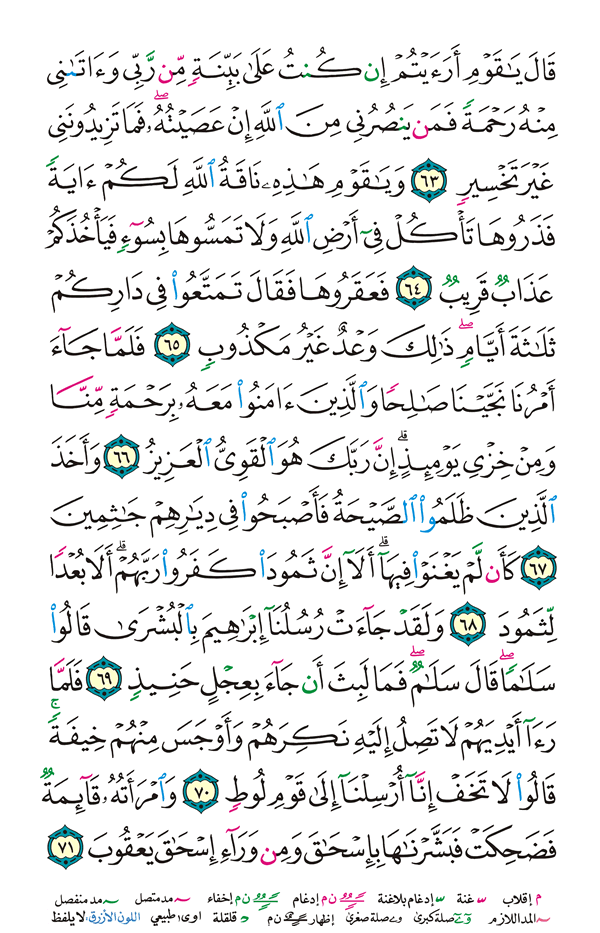 قَالَ يَٰقَوْمِ أَرَءَيْتُمْ إِن كُنتُ عَلَىٰ بَيِّنَةٍ مِّن رَّبِّى وَءَاتَىٰنِى
مِنْهُ رَحْمَةً فَمَن يَنصُرُنِى مِنَ ٱللَّهِ إِنْ عَصَيْتُهُۥۖ فَمَا تَزِيدُونَنِى
غَيْرَ تَخْسِيرٍ ٦٣ وَيَٰقَوْمِ هَٰذِهِۦ نَاقَةُ ٱللَّهِ لَكُمْ ءَايَةً
فَذَرُوهَا تَأْكُلْ فِىٓ أَرْضِ ٱللَّهِ وَلَا تَمَسُّوهَا بِسُوٓءٍ فَيَأْخُذَكُمْ
عَذَابٌ قَرِيبٌ ٦٤ فَعَقَرُوهَا فَقَالَ تَمَتَّعُوا۟ فِى دَارِكُمْ
ثَلَٰثَةَ أَيَّامٍۖ ذَٰلِكَ وَعْدٌ غَيْرُ مَكْذُوبٍ ٦٥ فَلَمَّا جَآءَ
أَمْرُنَا نَجَّيْنَا صَٰلِحًا وَٱلَّذِينَ ءَامَنُوا۟ مَعَهُۥ بِرَحْمَةٍ مِّنَّا
وَمِنْ خِزْىِ يَوْمِئِذٍۗ إِنَّ رَبَّكَ هُوَ ٱلْقَوِىُّ ٱلْعَزِيزُ ٦٦ وَأَخَذَ
ٱلَّذِينَ ظَلَمُوا۟ ٱلصَّيْحَةُ فَأَصْبَحُوا۟ فِى دِيَٰرِهِمْ جَٰثِمِينَ
٦٧ كَأَن لَّمْ يَغْنَوْا۟ فِيهَآۗ أَلَآ إِنَّ ثَمُودَا۟ كَفَرُوا۟ رَبَّهُمْۗ أَلَا بُعْدًا
لِّثَمُودَ ٦٨ وَلَقَدْ جَآءَتْ رُسُلُنَآ إِبْرَٰهِيمَ بِٱلْبُشْرَىٰ قَالُوا۟
سَلَٰمًاۖ قَالَ سَلَٰمٌۖ فَمَا لَبِثَ أَن جَآءَ بِعِجْلٍ حَنِيذٍ ٦٩ فَلَمَّا
رَءَآ أَيْدِيَهُمْ لَا تَصِلُ إِلَيْهِ نَكِرَهُمْ وَأَوْجَسَ مِنْهُمْ خِيفَةًۚ
قَالُوا۟ لَا تَخَفْ إِنَّآ أُرْسِلْنَآ إِلَىٰ قَوْمِ لُوطٍ ٧٠ وَٱمْرَأَتُهُۥ قَآئِمَةٌ
فَضَحِكَتْ فَبَشَّرْنَٰهَا بِإِسْحَٰقَ وَمِن وَرَآءِ إِسْحَٰقَ يَعْقُوبَ ٧١
م إقلاب غنة إدغام بلاغنة ن م إدغام ن م إخفاء مد متصل مد منفصل
المد اللازم صلة كبرى صلة صغرى إظهار ن م قلقلة اوى؛ طبيعي اللون الأزرق: لا يلفظ